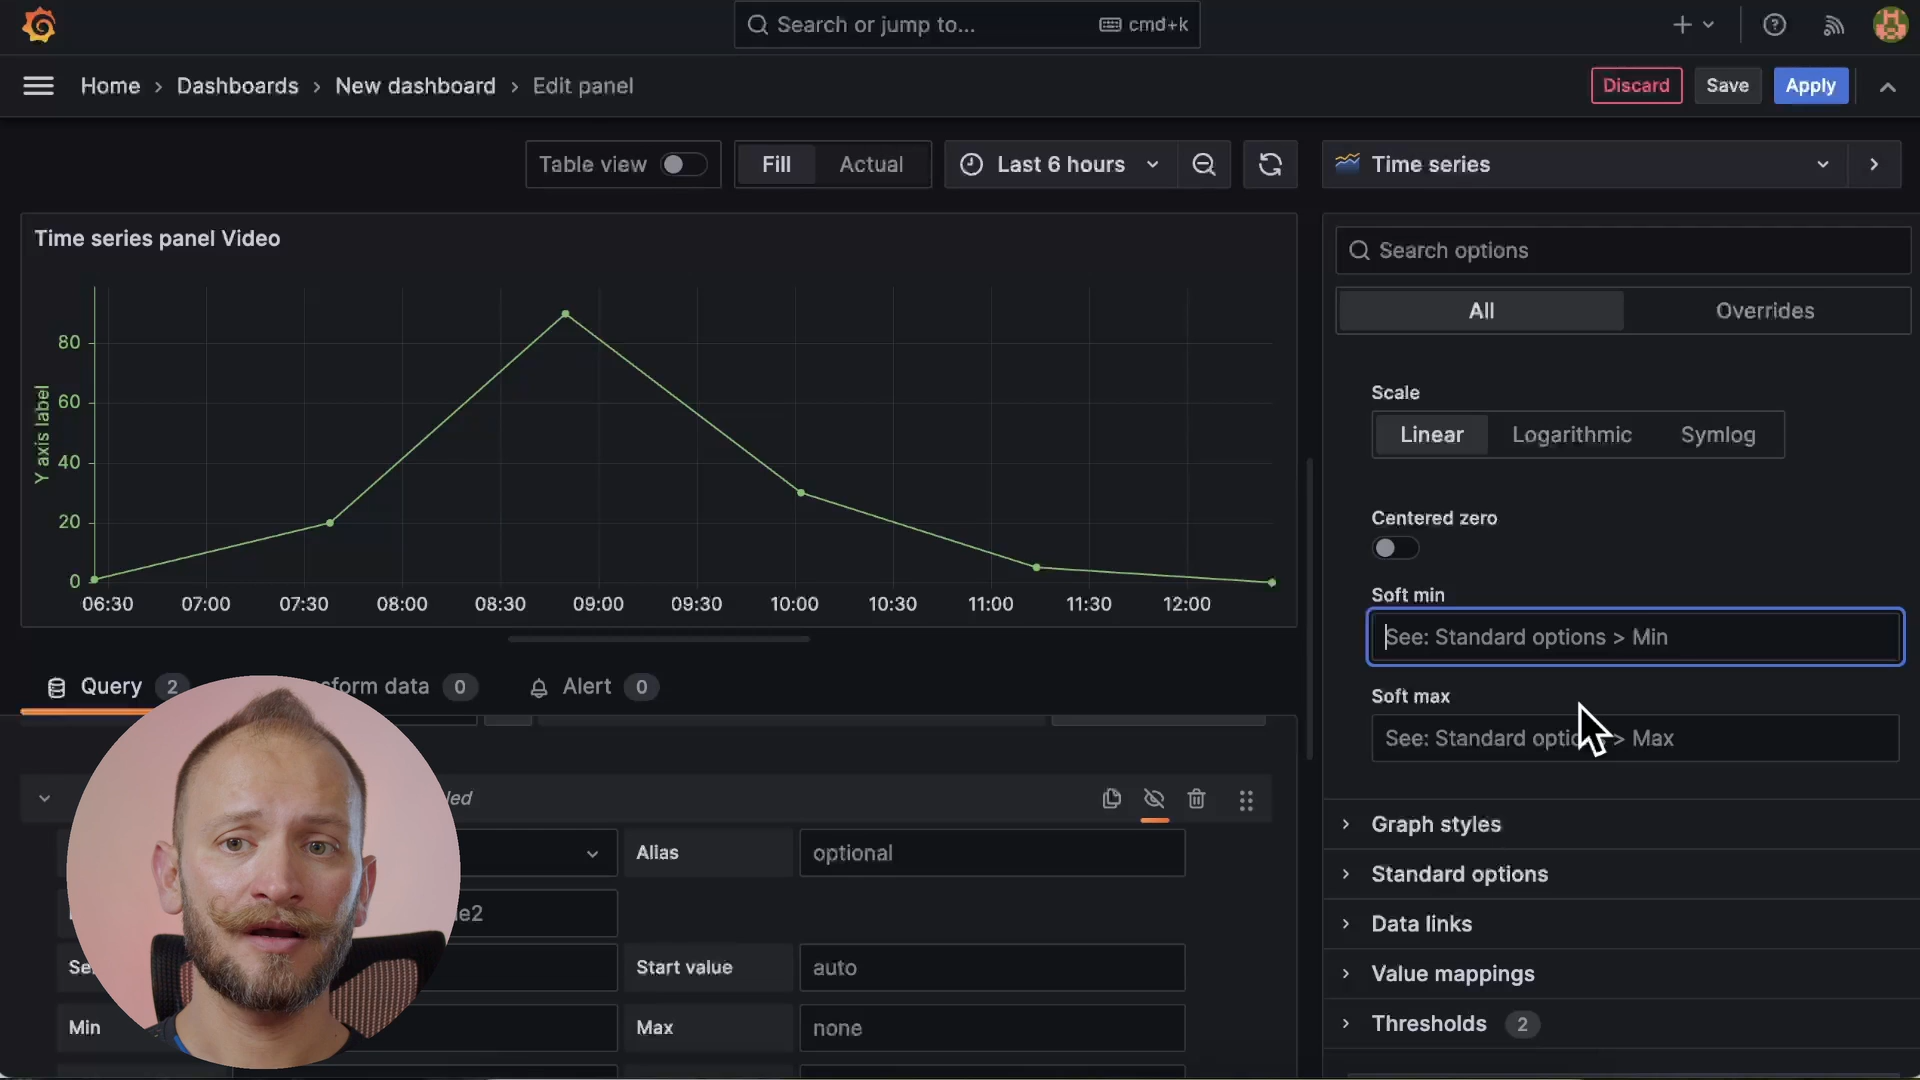 Search or jump to...
cmd+k
Home › Dashboards › New dashboard › Edit panel
Discard
Save
Apply
Table view
Fill
Actual
Last 6 hours
Time series
Time series panel Video
Search options
All
Overrides
Y axis label
80
60
40
20
0
06:30 07:00 07:30 08:00 08:30 09:00 09:30 10:00 10:30 11:00 11:30 12:00
Scale
Linear
Logarithmic
Symlog
Centered zero
Soft min
See: Standard options > Min
Soft max
See: Standard > Max
Graph styles
Standard options
Data links
Value mappings
Thresholds 2
Query 2
data 0
Alert 0
Alias
optional
Start value
auto
Min
Max
none